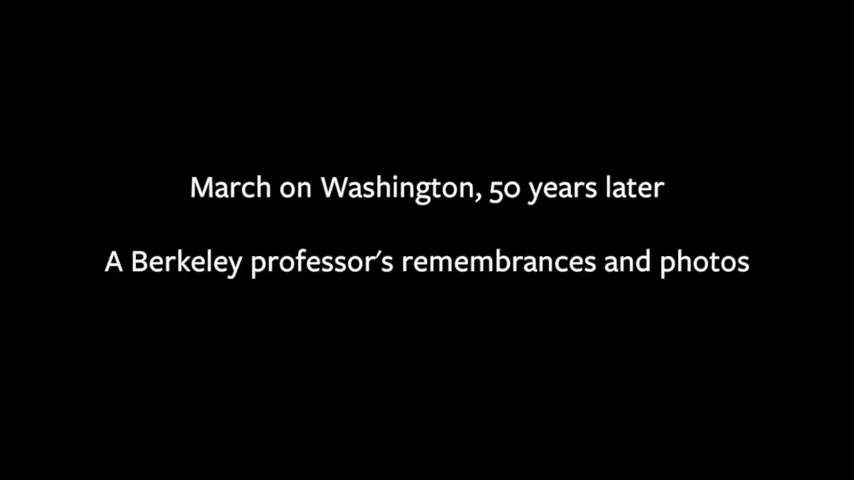 March on Washington, 50 years later
A Berkeley professor's remembrances and photos